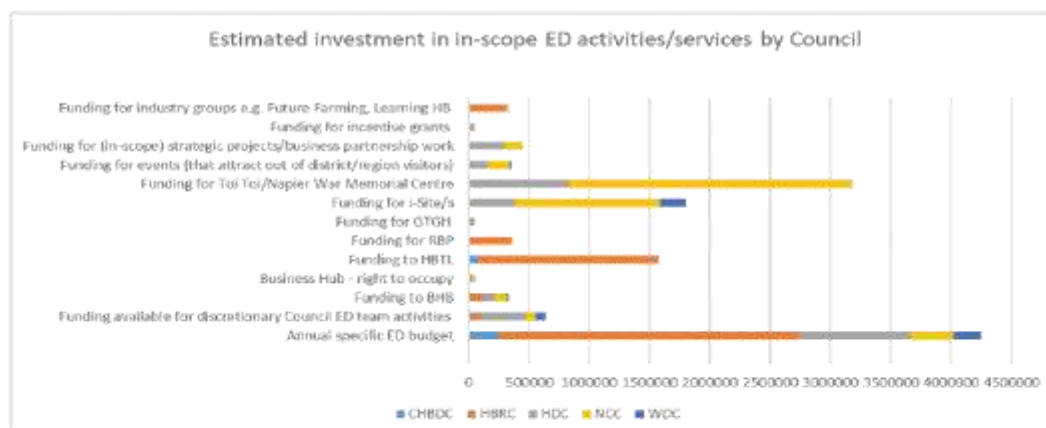 Estimated investment in in-scope ED activities/services by Council
Funding for industry groups e.g. Future Farming, Learning HB
Funding for incentive grants
Funding for (in-scope) strategic projects/business partnership work
Funding for events (that attract out of district/region visitors)
Funding for Toi Toi/Napier War Memorial Centre
Funding for i-Site/s
Funding for GTGH
Funding for RBP
Funding to HBTL
Business Hub - right to occupy
Funding to BHB
Funding available for discretionary Council ED team activities
Annual specific ED budget
0 500000 1000000 1500000 2000000 2500000 3000000 3500000 4000000 4500000
CHBDC HBRC HDC NCC WDC